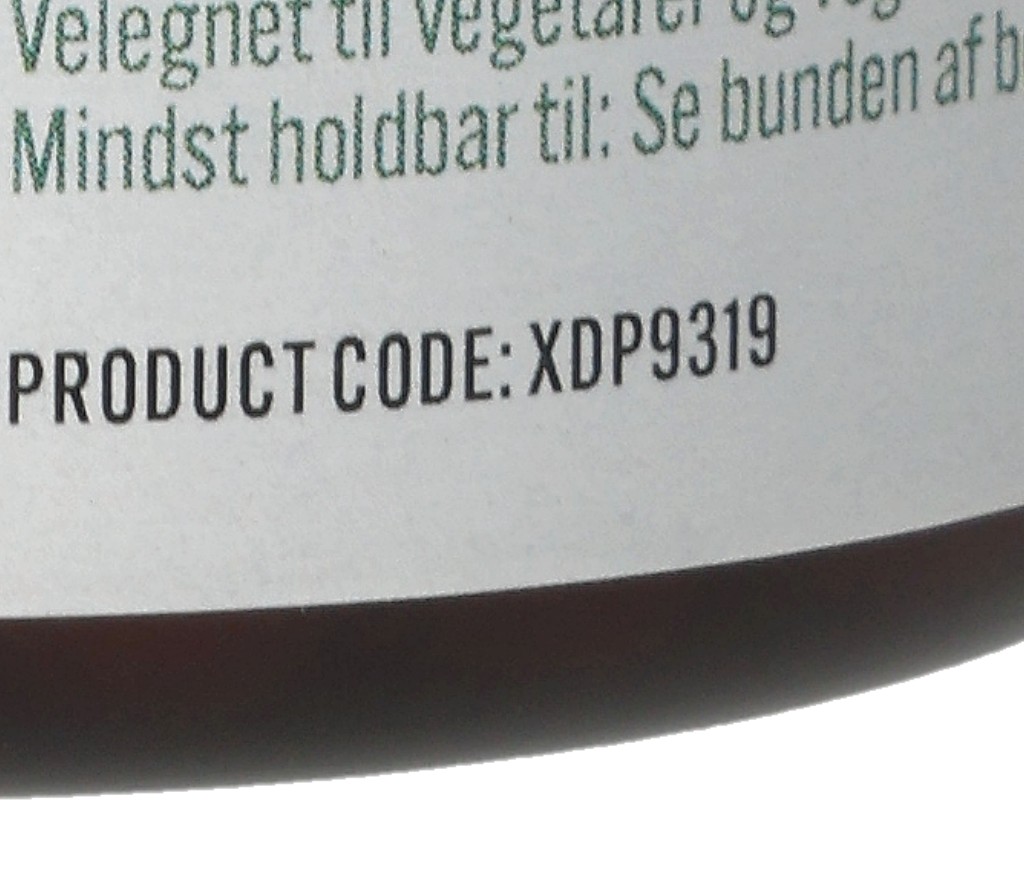 Velegnet til vegetarer og
Mindst holdbar til: Se bunden af
PRODUCT CODE: XDP9319